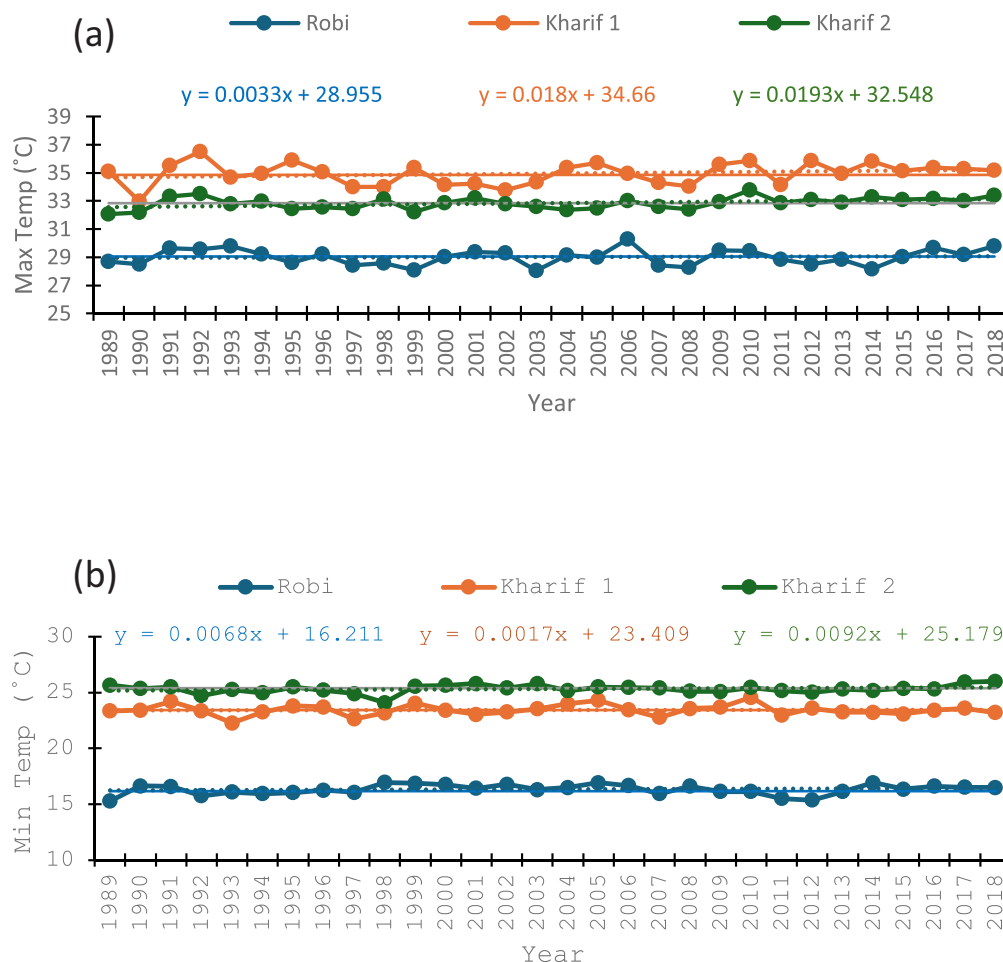 (a)
Robi Kharif 1 Kharif 2
y = 0.0033x + 28.955 y = 0.018x + 34.66 y = 0.0193x + 32.548
Max Temp (˚C)
39
37
35
33
31
29
27
25
1989 1990 1991 1992 1993 1994 1995 1996 1997 1998 1999 2000 2001 2002 2003 2004 2005 2006 2007 2008 2009 2010 2011 2012 2013 2014 2015 2016 2017 2018
Year
(b)
Robi Kharif 1 Kharif 2
y = 0.0068x + 16.211 y = 0.0017x + 23.409 y = 0.0092x + 25.179
Min Temp (˚C)
30
25
20
15
10
1989 1990 1991 1992 1993 1994 1995 1996 1997 1998 1999 2000 2001 2002 2003 2004 2005 2006 2007 2008 2009 2010 2011 2012 2013 2014 2015 2016 2017 2018
Year